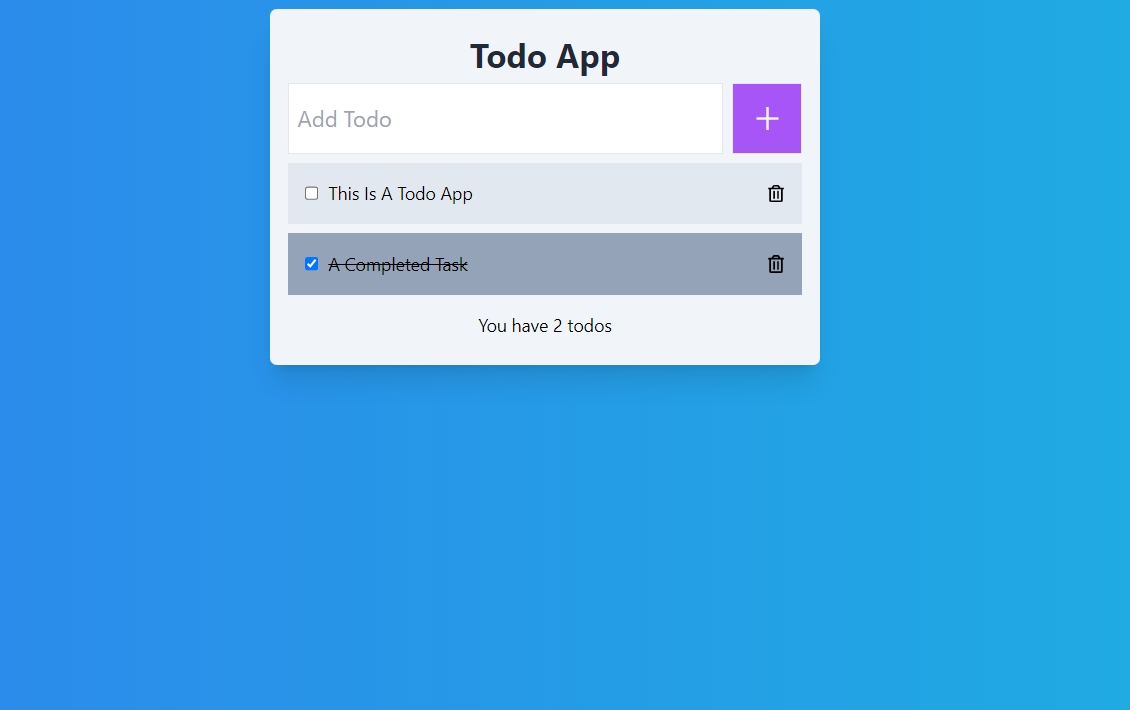 Todo App
Add Todo
This Is A Todo App
A Completed Task
You have 2 todos